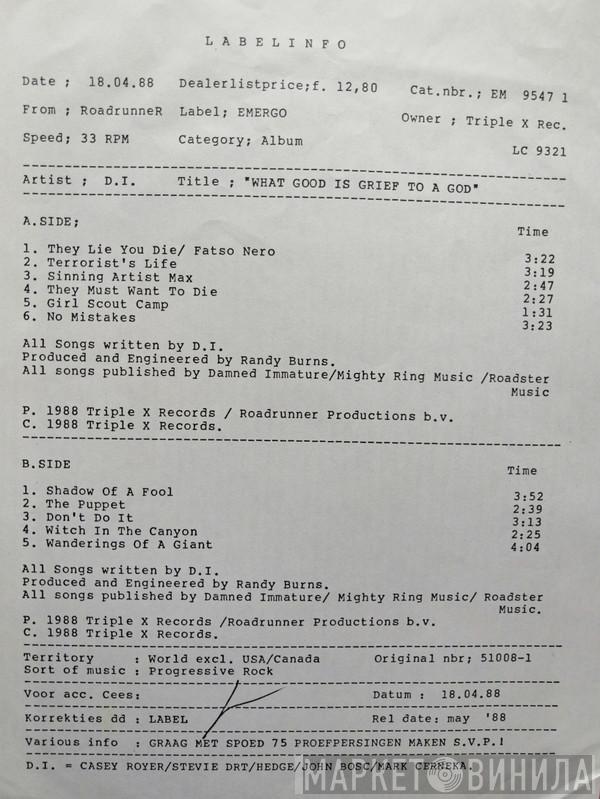 L A B E L I N F O
Date ; 18.04.88 Dealerlistprice;f. 12,80 Cat.nbr.; EM 9547 1
From ; RoadrunneR Label; EMERGO Owner ; Triple X Rec.
Speed; 33 RPM Category; Album LC 9321
Artist ; D.I. Title ; "WHAT GOOD IS GRIEF TO A GOD"
A.SIDE; Time
1. They Lie You Die/ Fatso Nero 3:22
2. Terrorist's Life 3:19
3. Sinning Artist Max 2:47
4. They Must Want To Die 2:27
5. Girl Scout Camp 1:31
6. No Mistakes 3:23
All Songs written by D.I.
Produced and Engineered by Randy Burns.
All songs published by Damned Immature/Mighty Ring Music /Roadster
Music
P. 1988 Triple X Records / Roadrunner Productions b.v.
C. 1988 Triple X Records.
B.SIDE Time
1. Shadow Of A Fool 3:52
2. The Puppet 2:39
3. Don't Do It 3:13
4. Witch In The Canyon 2:25
5. Wanderings Of A Giant 4:04
All Songs written by D.I.
Produced and Engineered by Randy Burns.
All songs published by Damned Immature/ Mighty Ring Music/ Roadster
Music.
P. 1988 Triple X Records /Roadrunner Productions b.v.
C. 1988 Triple X Records.
Territory : World excl. USA/Canada Original nbr; 51008-1
Sort of music : Progressive Rock
Voor acc. Cees: Datum : 18.04.88
Korrekties dd : LABEL Rel date: may '88
Various info : GRAAG MET SPOED 75 PROEFPERSINGEN MAKEN S.V.P.!
D.I. = CASEY ROYER/STEVIE DRT/HEDGE/JOHN BOSC/MARK CERNEKA.
МАРКЕТ ВИНИЛА